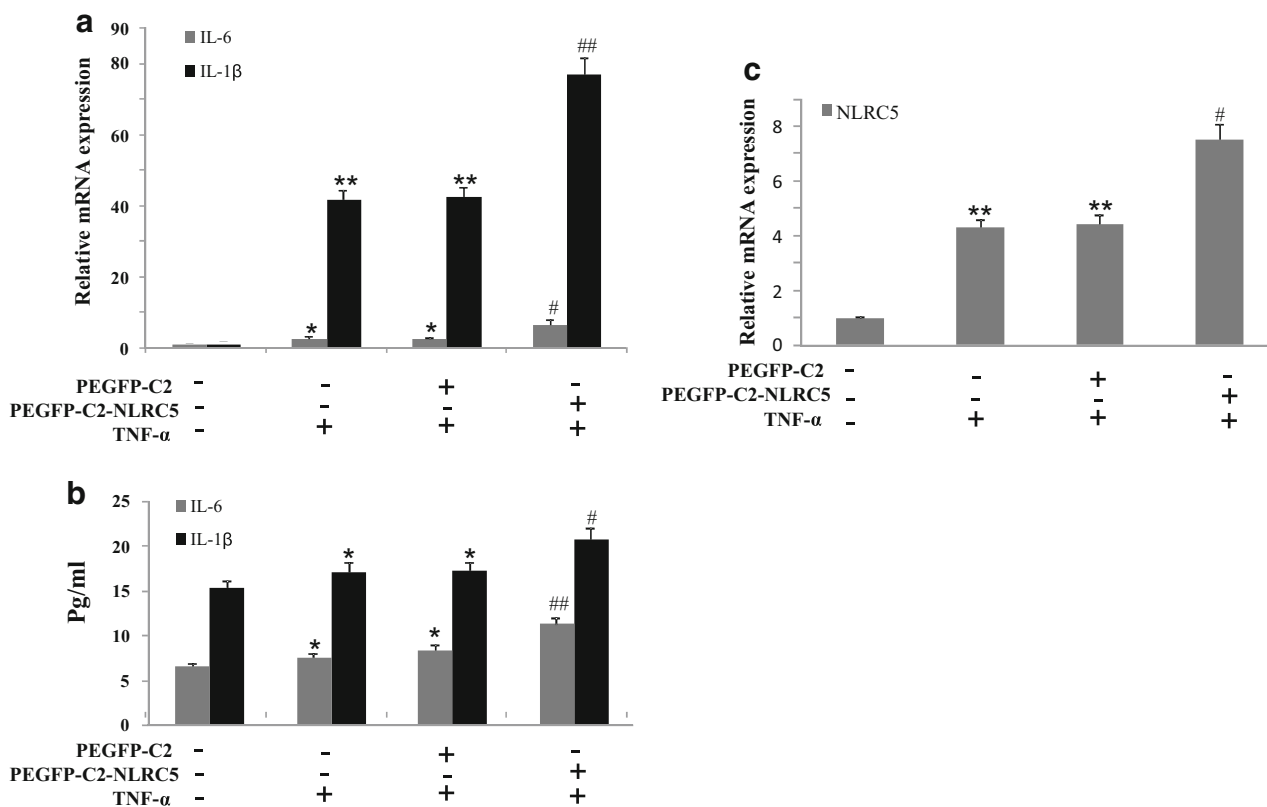 a
Relative mRNA expression
90
80
60
40
20
0
IL-6
IL-1β
** ** ##
* * #
PEGFP-C2 - - + -
PEGFP-C2-NLRC5 - - - +
TNF-α - + + +
c
Relative mRNA expression
8
6
4
2
0
NLRC5
** ** #
PEGFP-C2 - - + -
PEGFP-C2-NLRC5 - - - +
TNF-α - + + +
b
Pg/ml
25
20
15
10
5
0
IL-6
IL-1β
* * #
* * ##
PEGFP-C2 - - + -
PEGFP-C2-NLRC5 - - - +
TNF-α - + + +